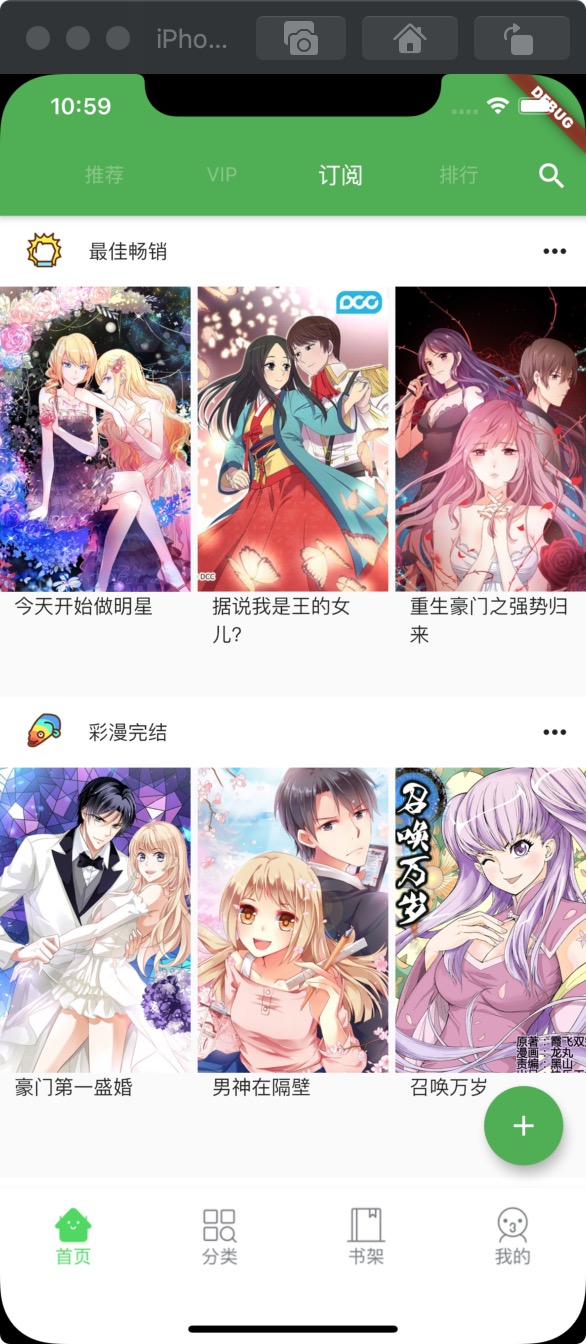 iPho...
10:59
DEBUG
推荐
VIP
订阅
排行
最佳畅销
DCC
DCC
今天开始做明星
据说我是王的女
儿?
重生豪门之强势归
来
彩漫完结
召唤万岁
原著:霞飞双
漫画:龙丸
责编:黑山
豪门第一盛婚
男神在隔壁
召唤万岁
首页
分类
书架
我的